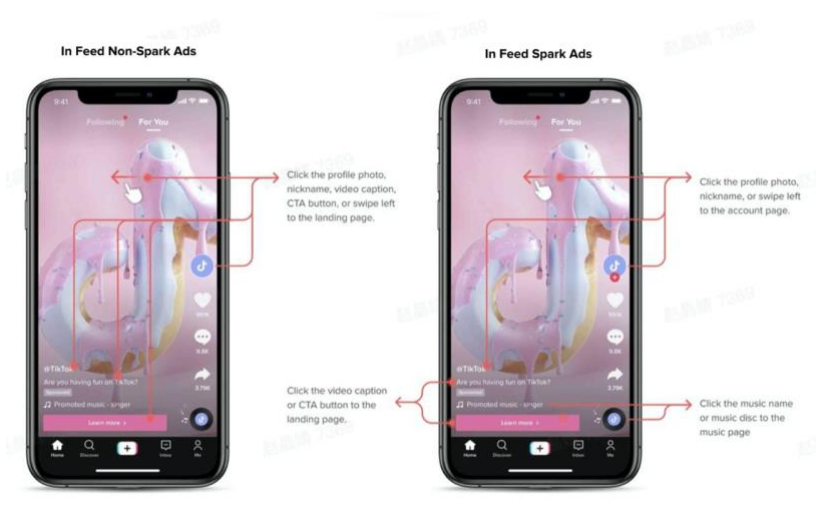 In Feed Non-Spark Ads
9:41
Following
For You
@TikTok
Are you having fun on TikTok?
Sponsored
Promoted music - singer
Learn more >
Home
Discover
Inbox
Me
Click the profile photo,
nickname, video caption,
CTA button, or swipe left
to the landing page.
Click the video caption
or CTA button to the
landing page.
In Feed Spark Ads
9:41
Following
For You
@TikTok
Are you having fun on TikTok?
Sponsored
Promoted music - singer
Learn more >
Home
Discover
Inbox
Me
Click the profile photo,
nickname, or swipe left
to the account page.
Click the music name
or music disc to the
music page